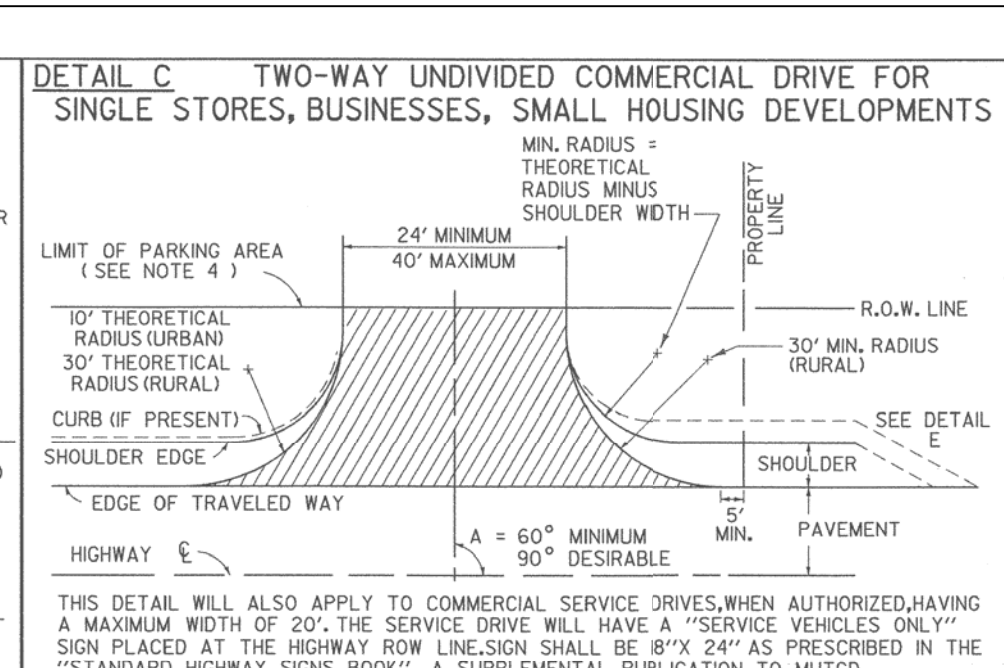 DETAIL C TWO-WAY UNDIVIDED COMMERCIAL DRIVE FOR
SINGLE STORES, BUSINESSES, SMALL HOUSING DEVELOPMENTS
MIN. RADIUS =
THEORETICAL
RADIUS MINUS
SHOULDER WIDTH
PROPERTY
LINE
R
24' MINIMUM
40' MAXIMUM
LIMIT OF PARKING AREA
( SEE NOTE 4 )
R.O.W. LINE
10' THEORETICAL
RADIUS (URBAN)
30' THEORETICAL
RADIUS (RURAL)
30' MIN. RADIUS
(RURAL)
CURB (IF PRESENT)
SEE DETAIL
E
SHOULDER EDGE
SHOULDER
EDGE OF TRAVELED WAY
5'
MIN.
PAVEMENT
A = 60° MINIMUM
90° DESIRABLE
HIGHWAY ℄
THIS DETAIL WILL ALSO APPLY TO COMMERCIAL SERVICE DRIVES,WHEN AUTHORIZED,HAVING
A MAXIMUM WIDTH OF 20'. THE SERVICE DRIVE WILL HAVE A "SERVICE VEHICLES ONLY"
SIGN PLACED AT THE HIGHWAY ROW LINE.SIGN SHALL BE 18"X 24" AS PRESCRIBED IN THE
"STANDARD HIGHWAY SIGNS BOOK", A SUPPLEMENTAL PUBLICATION TO MUTCD